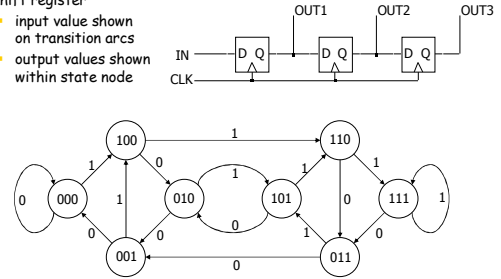 input value shown
on transition arcs
output values shown
within state node
OUT1 OUT2 OUT3
IN D Q D Q D Q
CLK
100 1 110
1 0 1 1 1
0 000 1 010 101 0 111 1
0 0 0 1 0
001 0 011